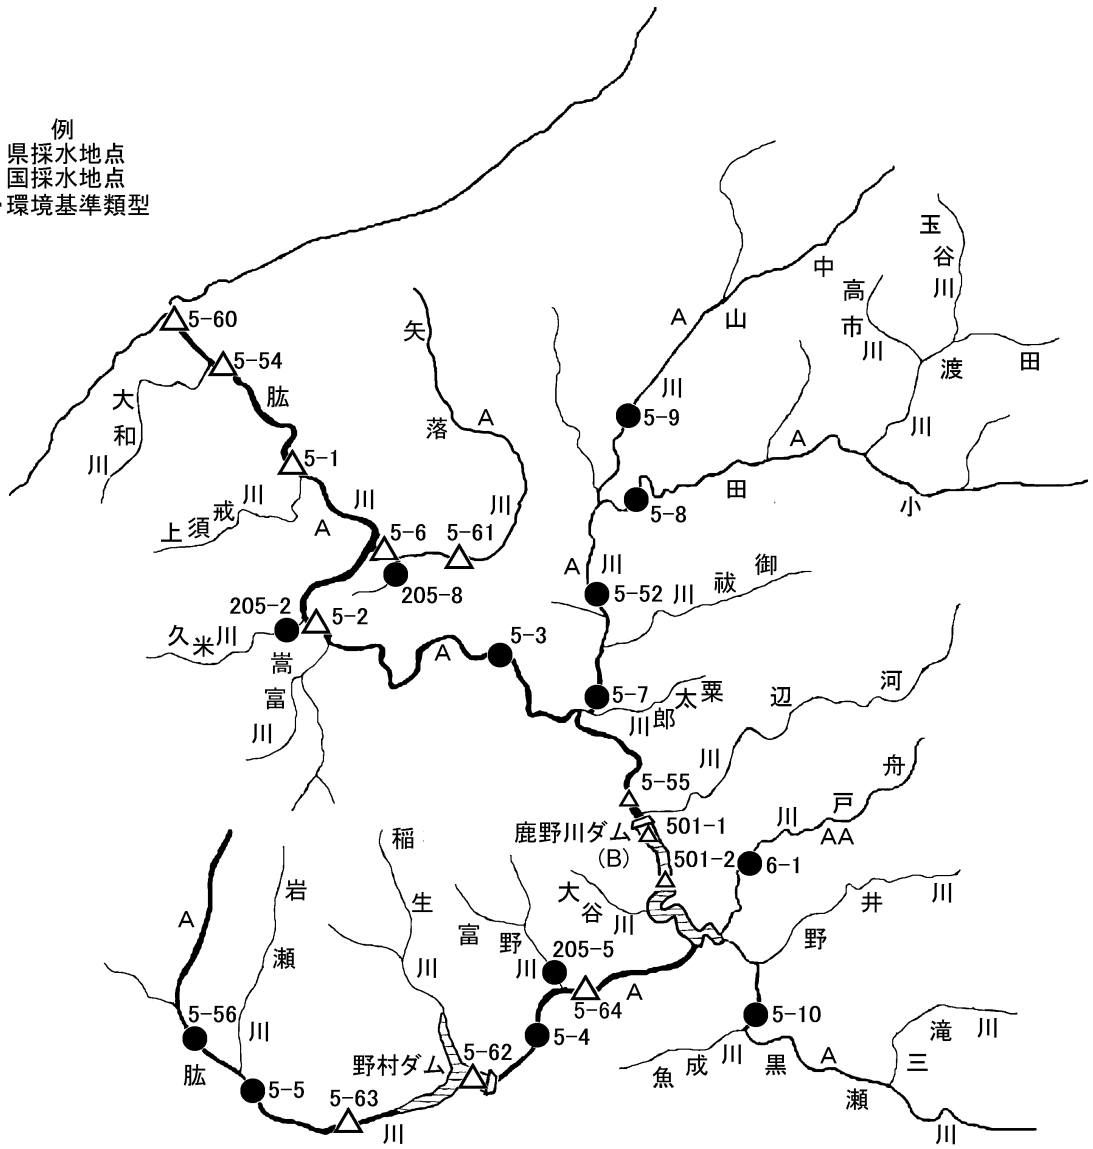 例
県採水地点
国採水地点
環境基準類型
5-60
5-54
肱
大
和
川
5-1
川
上須戒川
A
矢
落
A
川
5-6
5-61
205-8
205-2
5-2
久米川
嵩
富
川
A
5-3
中
山
A
川
5-9
玉
谷
川
高
市
川
渡
田
川
A
田
小
5-8
A
川
5-52
御
祓
川
5-7
粟
太
郎
川
河
辺
川
5-55
鹿野川ダム
(B)
501-1
501-2
舟
戸
川
AA
6-1
大
谷
川
野
井
川
稲
生
川
岩
瀬
川
富
野
川
205-5
A
5-64
5-4
5-10
A
5-56
肱
5-5
5-63
川
野村ダム
5-62
魚
成
川
黒
A
瀬
川
三
滝
川